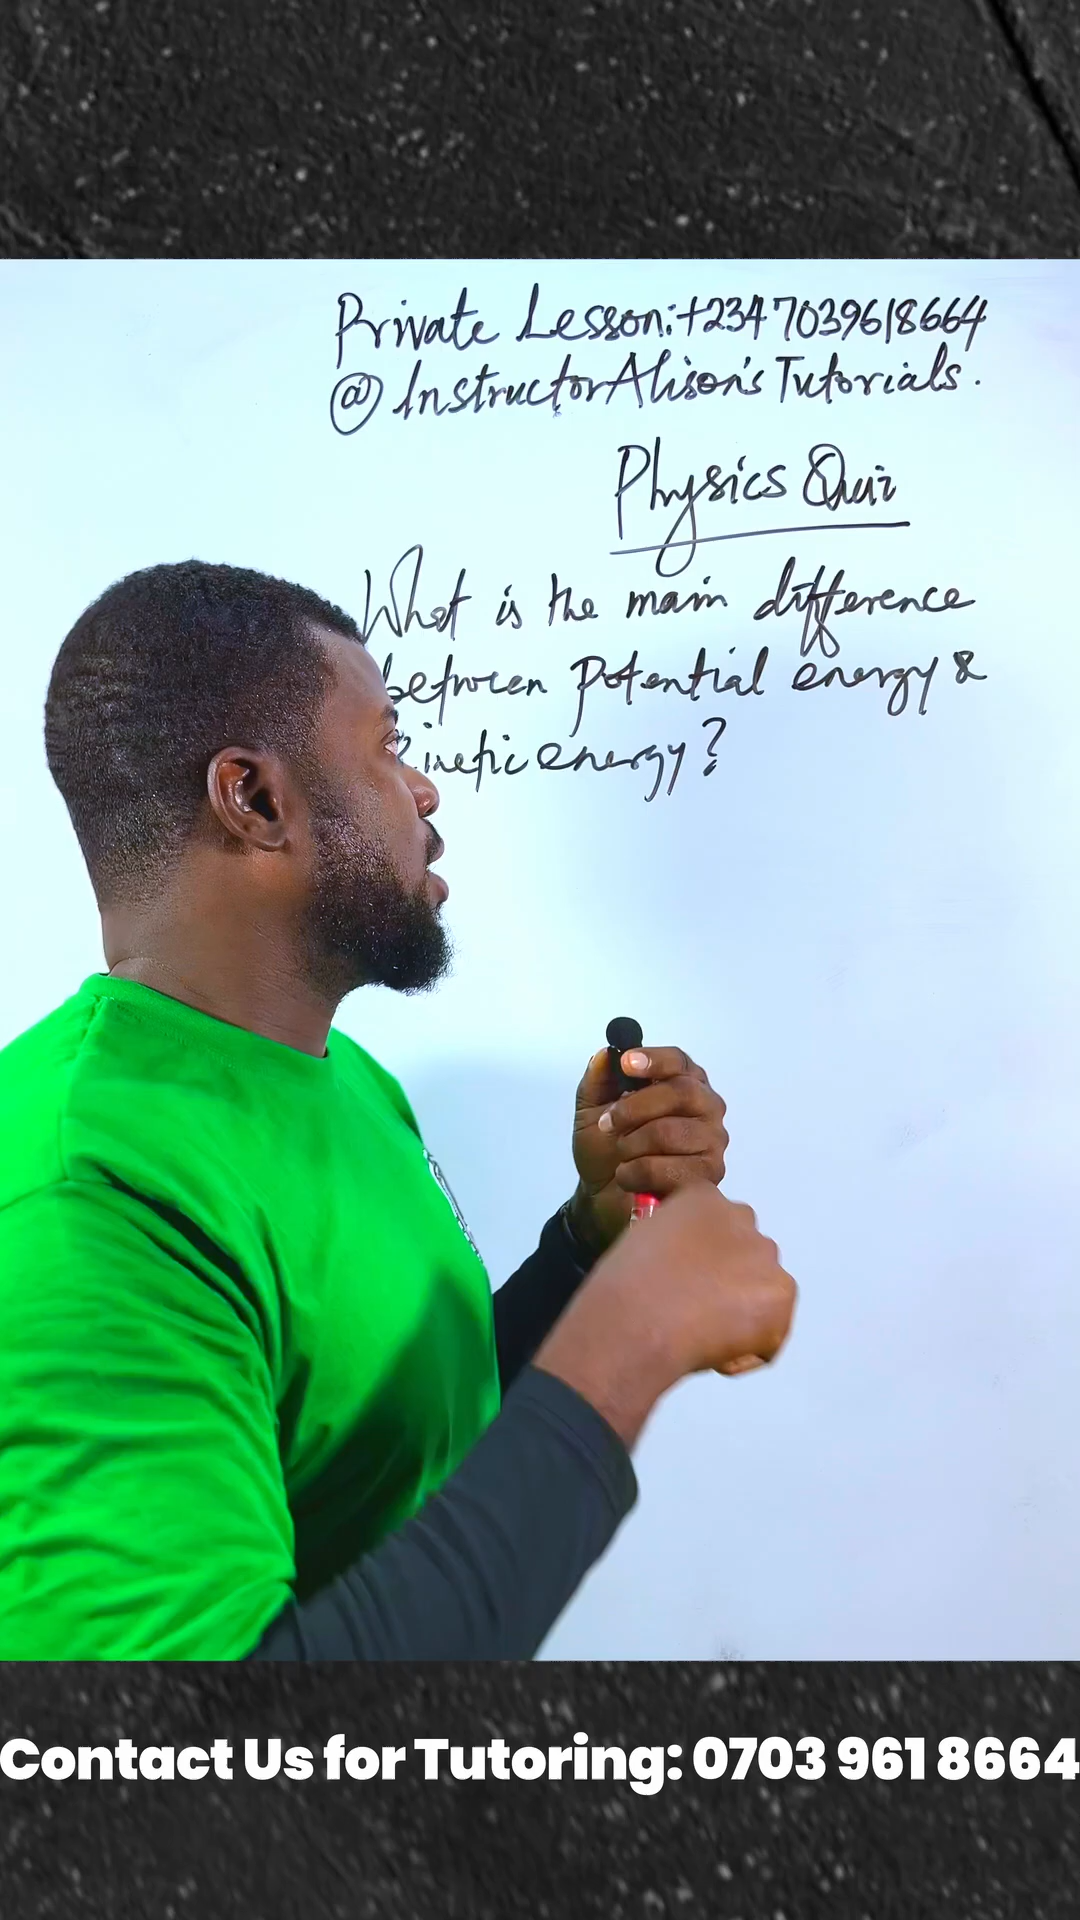 Private Lesson: +2347039618664
@ InstructorAlison's Tutorials.
Physics Quiz
What is the main difference
between potential energy &
kinetic energy?
Contact Us for Tutoring: 0703 961 8664